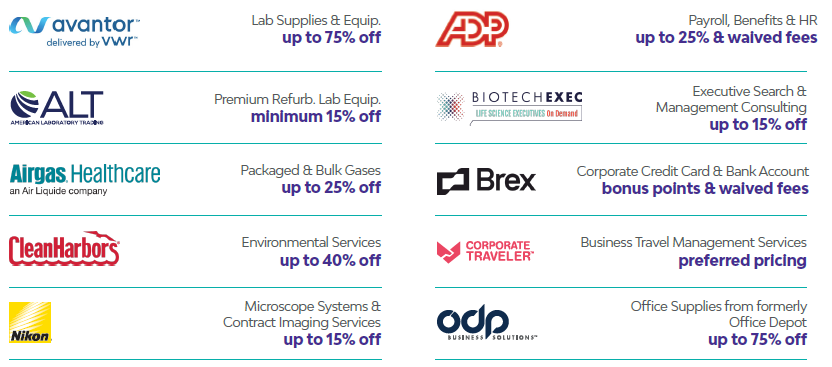 avantor™
delivered by vwr™
Lab Supplies & Equip.
up to 75% off
ALT
AMERICAN LABORATORY TRADING
Premium Refurb. Lab Equip.
minimum 15% off
Airgas Healthcare
an Air Liquide company
Packaged & Bulk Gases
up to 25% off
CleanHarbors®
Environmental Services
up to 40% off
Nikon
Microscope Systems &
Contract Imaging Services
up to 15% off
ADP®
Payroll, Benefits & HR
up to 25% & waived fees
BIOTECHEXEC
LIFE SCIENCE EXECUTIVES On Demand
Executive Search &
Management Consulting
up to 15% off
Brex
Corporate Credit Card & Bank Account
bonus points & waived fees
CORPORATE
TRAVELER™
Business Travel Management Services
preferred pricing
odp
BUSINESS SOLUTIONS™
Office Supplies from formerly
Office Depot
up to 75% off